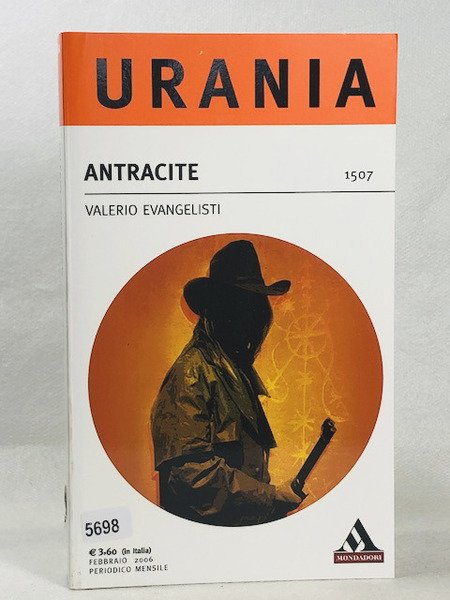 URANIA
ANTRACITE 1507
VALERIO EVANGELISTI
5698
€ 3,60 (in Italia)
FEBBRAIO 2006
PERIODICO MENSILE
MONDADORI